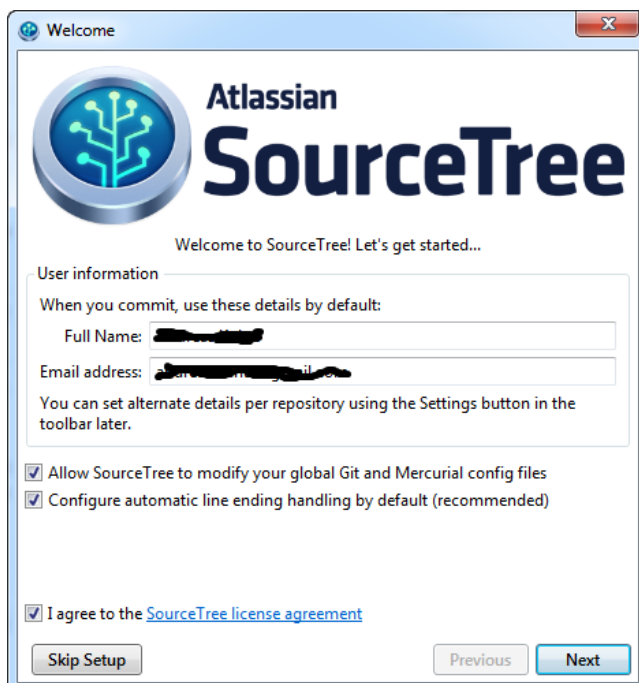 Welcome
Atlassian
SourceTree
Welcome to SourceTree! Let's get started...
User information
When you commit, use these details by default:
Full Name:
Email address:
You can set alternate details per repository using the Settings button in the
toolbar later.
Allow SourceTree to modify your global Git and Mercurial config files
Configure automatic line ending handling by default (recommended)
I agree to the SourceTree license agreement
Skip Setup Previous Next